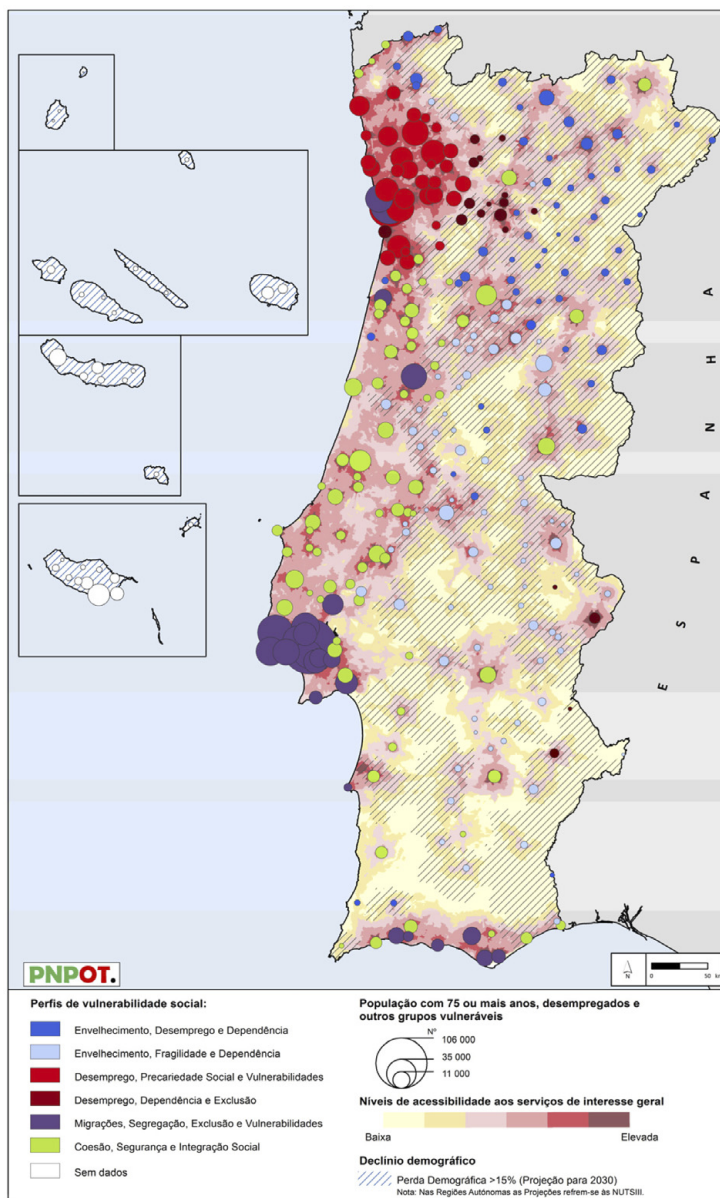 A
H
N
A
P
S
E
PNPOT.
N
0 50 km
Perfis de vulnerabilidade social:
Envelhecimento, Desemprego e Dependência
Envelhecimento, Fragilidade e Dependência
Desemprego, Precariedade Social e Vulnerabilidades
Desemprego, Dependência e Exclusão
Migrações, Segregação, Exclusão e Vulnerabilidades
Coesão, Segurança e Integração Social
Sem dados
População com 75 ou mais anos, desempregados e
outros grupos vulneráveis
Nº
106 000
35 000
11 000
Níveis de acessibilidade aos serviços de interesse geral
Baixa Elevada
Declínio demográfico
Perda Demográfica >15% (Projeção para 2030)
Nota: Nas Regiões Autónomas as Projeções refrem-se às NUTSIII.